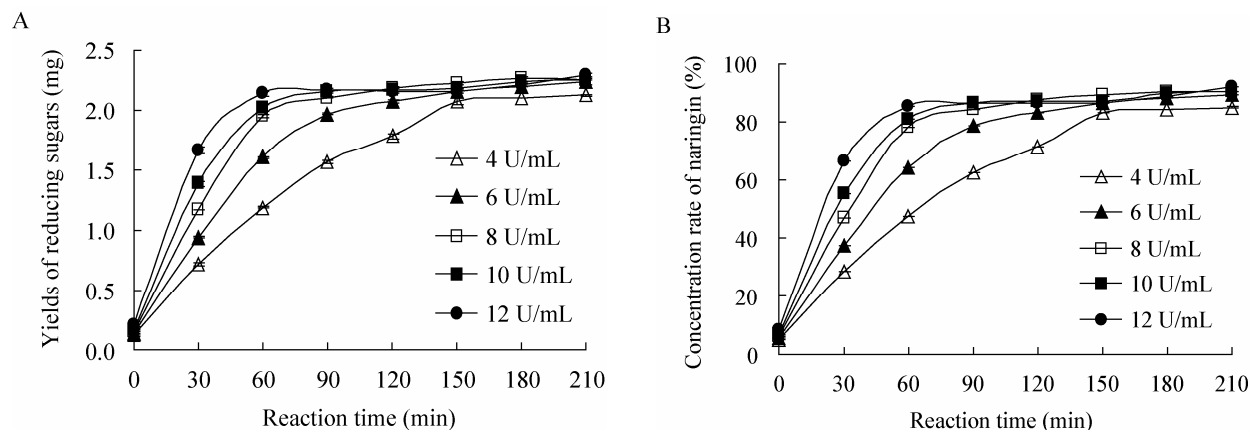 A
Yields of reducing sugars (mg)
2.5
2.0
1.5
1.0
0.5
0.0
4 U/mL
6 U/mL
8 U/mL
10 U/mL
12 U/mL
0 30 60 90 120 150 180 210
Reaction time (min)
B
Concentration rate of naringin (%)
100
80
60
40
20
0
4 U/mL
6 U/mL
8 U/mL
10 U/mL
12 U/mL
0 30 60 90 120 150 180 210
Reaction time (min)